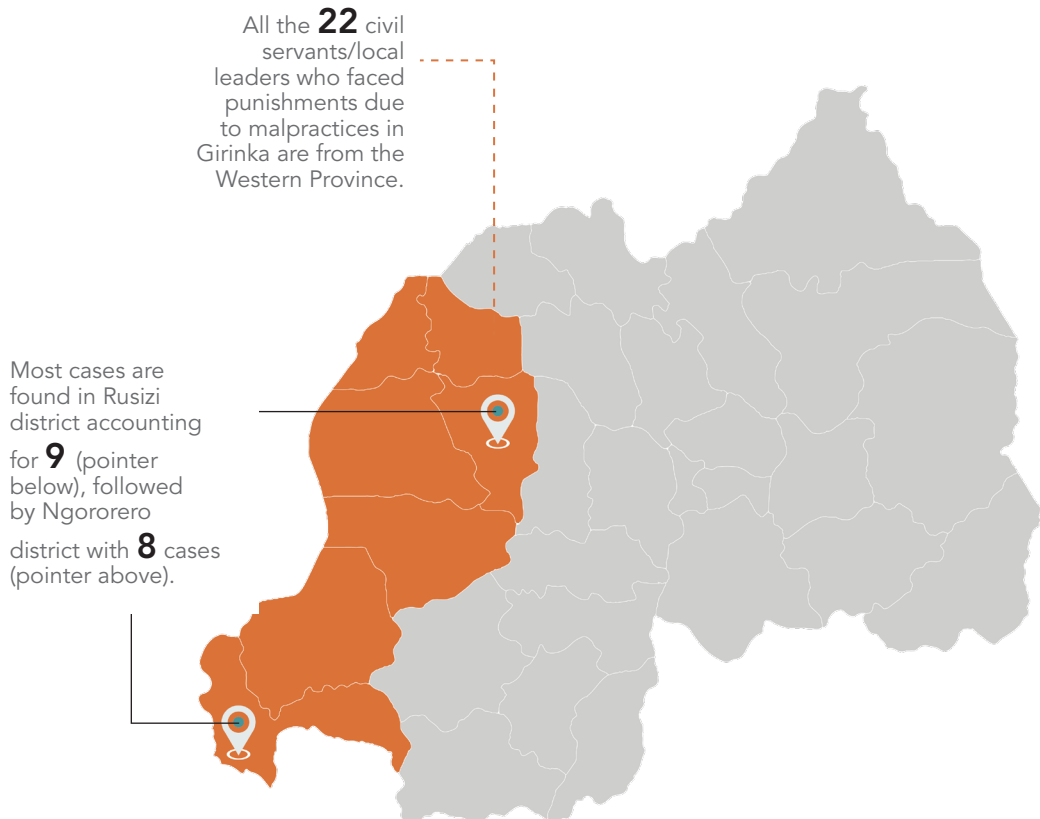 All the 22 civil
servants/local
leaders who faced
punishments due
to malpractices in
Girinka are from the
Western Province.
Most cases are
found in Rusizi
district accounting
for 9 (pointer
below), followed
by Ngororero
district with 8 cases
(pointer above).